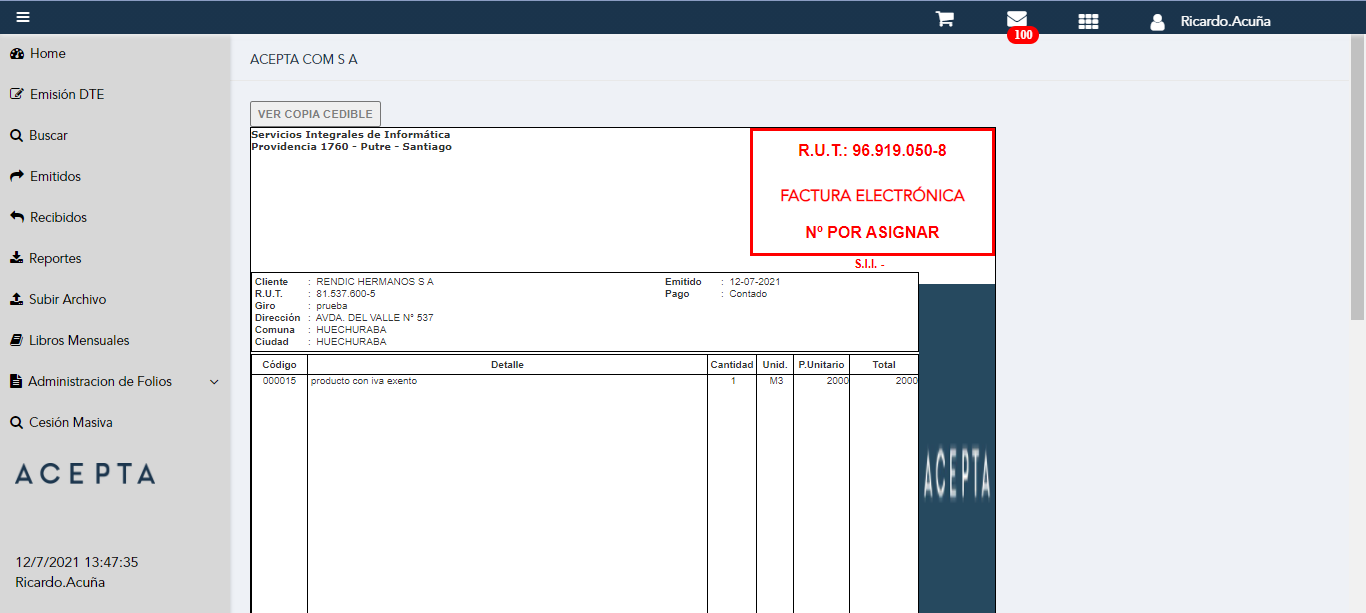 100
Ricardo.Acuña
Home
Emisión DTE
Buscar
Emitidos
Recibidos
Reportes
Subir Archivo
Libros Mensuales
Administracion de Folios
Cesión Masiva
ACEPTA
12/7/2021 13:47:35
Ricardo.Acuña
ACEPTA COM S A
VER COPIA CEDIBLE
Servicios Integrales de Informática
Providencia 1760 - Putre - Santiago
R.U.T.: 96.919.050-8
FACTURA ELECTRÓNICA
Nº POR ASIGNAR
S.I.I. -
Cliente : RENDIC HERMANOS S A Emitido : 12-07-2021
R.U.T. : 81.537.600-5 Pago : Contado
Giro : prueba
Dirección : AVDA. DEL VALLE N° 537
Comuna : HUECHURABA
Ciudad : HUECHURABA
Código Detalle Cantidad Unid. P.Unitario Total
000015 producto con iva exento 1 M3 2000 2000
ACEPTA